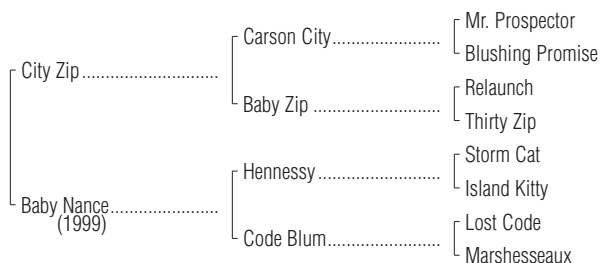 Mr. Prospector
Carson City
Blushing Promise
City Zip
Relaunch
Baby Zip
Thirty Zip
Storm Cat
Hennessy
Island Kitty
Baby Nance
(1999)
Lost Code
Code Blum
Marshesseaux